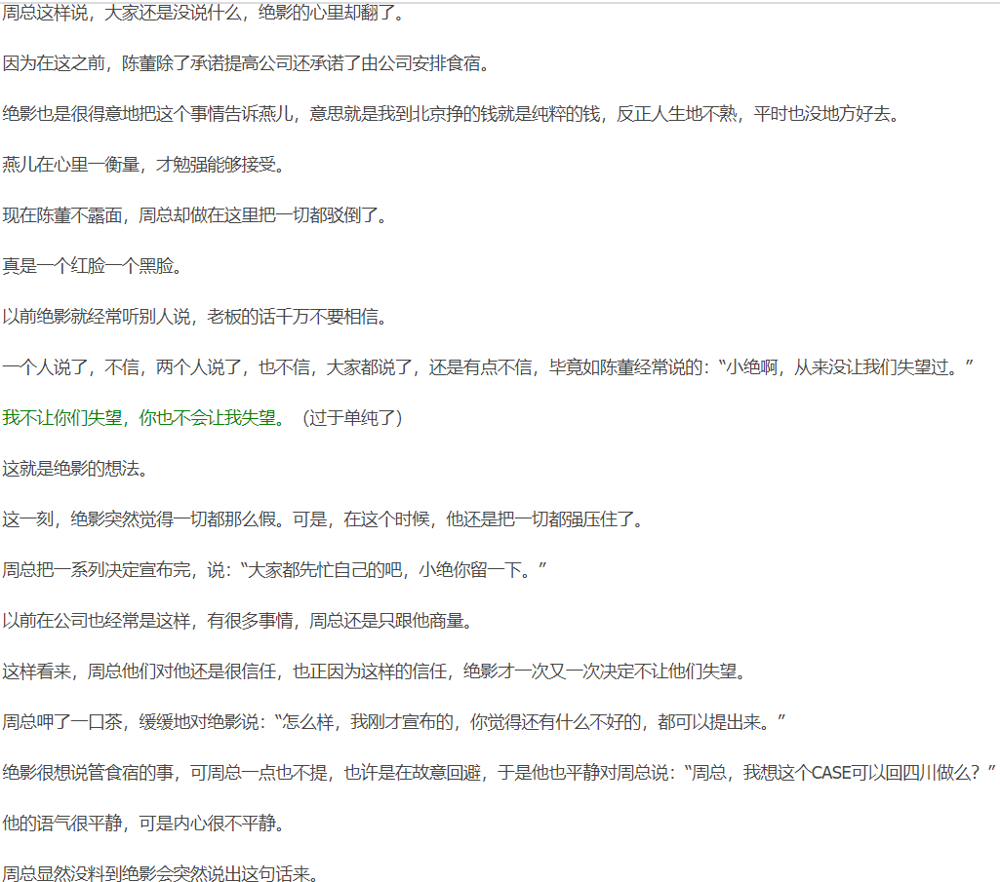 周总这样说，大家还是没说什么，绝影的心里却翻了。
因为在这之前，陈董除了承诺提高公司还承诺了由公司安排食宿。
绝影也是很得意地把这个事情告诉燕儿，意思就是我到北京挣的钱就是纯粹的钱，反正人生地不熟，平时也没地方好去。
燕儿在心里一衡量，才勉强能够接受。
现在陈董不露面，周总却做在这里把一切都驳倒了。
真是一个红脸一个黑脸。
以前绝影就经常听别人说，老板的话千万不要相信。
一个人说了，不信，两个人说了，也不信，大家都说了，还是有点不信，毕竟如陈董经常说的：“小绝啊，从来没让我们失望过。”
我不让你们失望，你也不会让我失望。（过于单纯了）
这就是绝影的想法。
这一刻，绝影突然觉得一切都那么假。可是，在这个时候，他还是把一切都强压住了。
周总把一系列决定宣布完，说：“大家都先忙自己的吧，小绝你留一下。”
以前在公司也经常是这样，有很多事情，周总还是只跟他商量。
这样看来，周总他们对他还是很信任，也正因为这样的信任，绝影才一次又一次决定不让他们失望。
周总呷了一口茶，缓缓地对绝影说：“怎么样，我刚才宣布的，你觉得还有什么不好的，都可以提出来。”
绝影很想说管食宿的事，可周总一点也不提，也许是在故意回避，于是他也平静对周总说：“周总，我想这个CASE可以回四川做么？”
他的语气很平静，可是内心很不平静。
周总显然没料到绝影会突然说出这句话来。